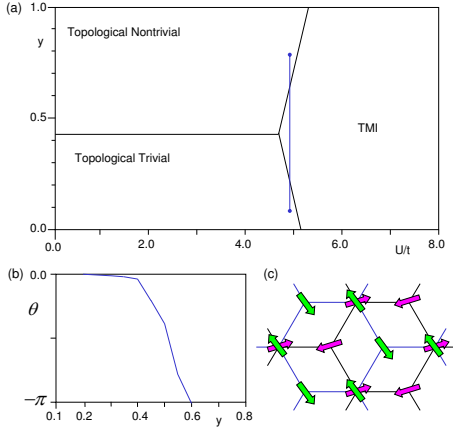 (a)
1.0
y
Topological Nontrivial
0.5
TMI
Topological Trivial
0.0
0.0 2.0 4.0 6.0 U/t 8.0
(b)
(c)
0.0
θ
−π
0.1 0.2 0.4 0.6 y 0.8